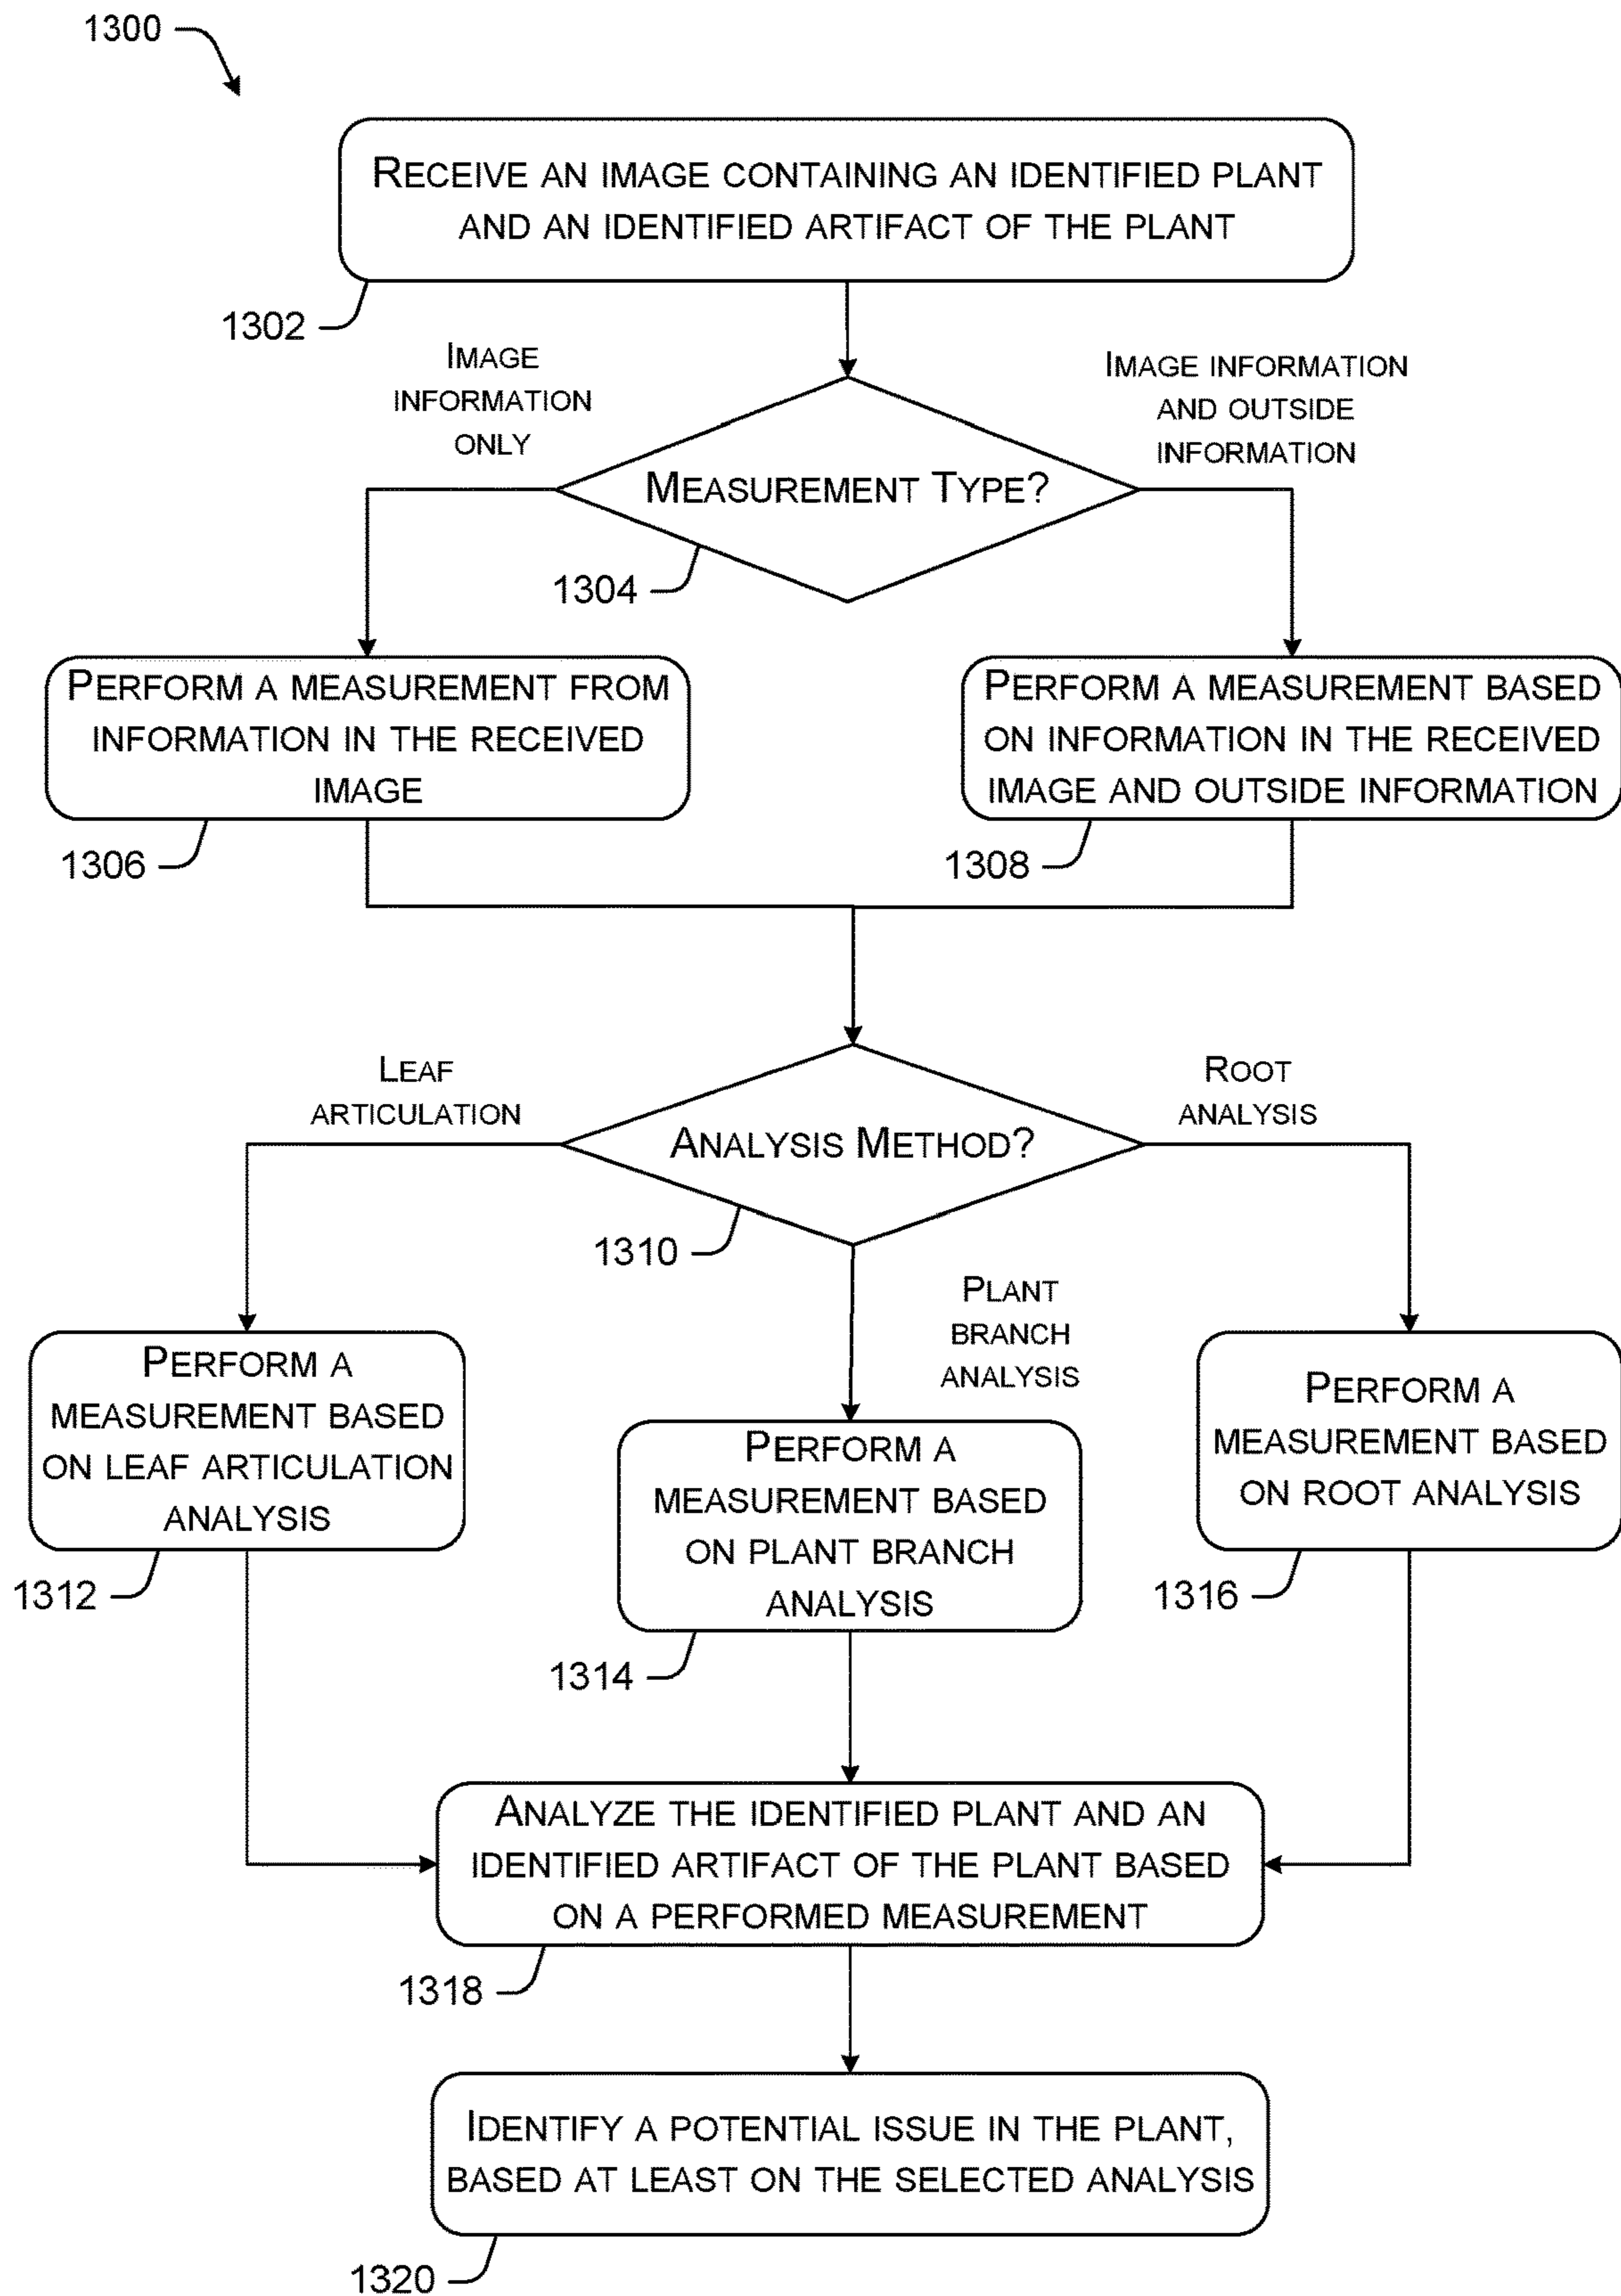 1300
RECEIVE AN IMAGE CONTAINING AN IDENTIFIED PLANT
AND AN IDENTIFIED ARTIFACT OF THE PLANT
1302
IMAGE
INFORMATION
ONLY
IMAGE INFORMATION
AND OUTSIDE
INFORMATION
MEASUREMENT TYPE?
1304
PERFORM A MEASUREMENT FROM
INFORMATION IN THE RECEIVED
IMAGE
1306
PERFORM A MEASUREMENT BASED
ON INFORMATION IN THE RECEIVED
IMAGE AND OUTSIDE INFORMATION
1308
LEAF
ARTICULATION
ROOT
ANALYSIS
ANALYSIS METHOD?
1310
PLANT
BRANCH
ANALYSIS
PERFORM A
MEASUREMENT BASED
ON LEAF ARTICULATION
ANALYSIS
1312
PERFORM A
MEASUREMENT BASED
ON PLANT BRANCH
ANALYSIS
1314
PERFORM A
MEASUREMENT BASED
ON ROOT ANALYSIS
1316
ANALYZE THE IDENTIFIED PLANT AND AN
IDENTIFIED ARTIFACT OF THE PLANT BASED
ON A PERFORMED MEASUREMENT
1318
IDENTIFY A POTENTIAL ISSUE IN THE PLANT,
BASED AT LEAST ON THE SELECTED ANALYSIS
1320